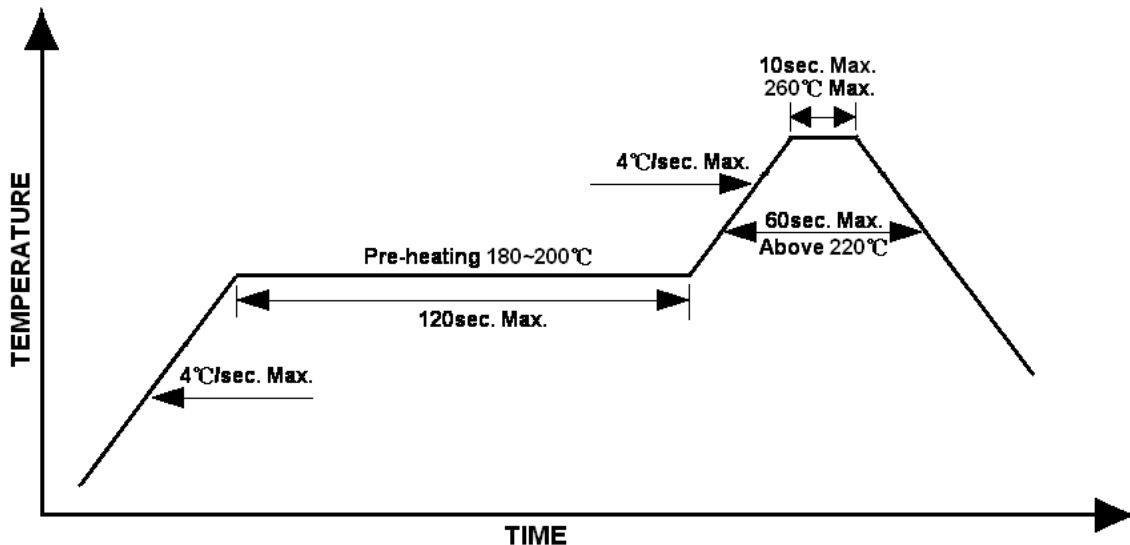 10sec. Max.
260℃ Max.
4℃/sec. Max.
60sec. Max.
Above 220℃
Pre-heating 180~200℃
120sec. Max.
4℃/sec. Max.
TEMPERATURE
TIME